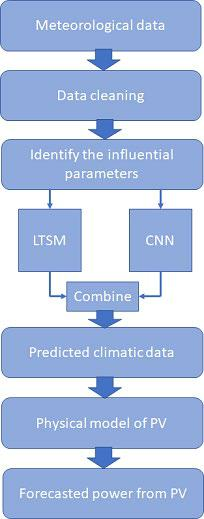 Meteorological data
Data cleaning
Identify the influential
parameters
LTSM
CNN
Combine
Predicted climatic data
Physical model of PV
Forecasted power from PV